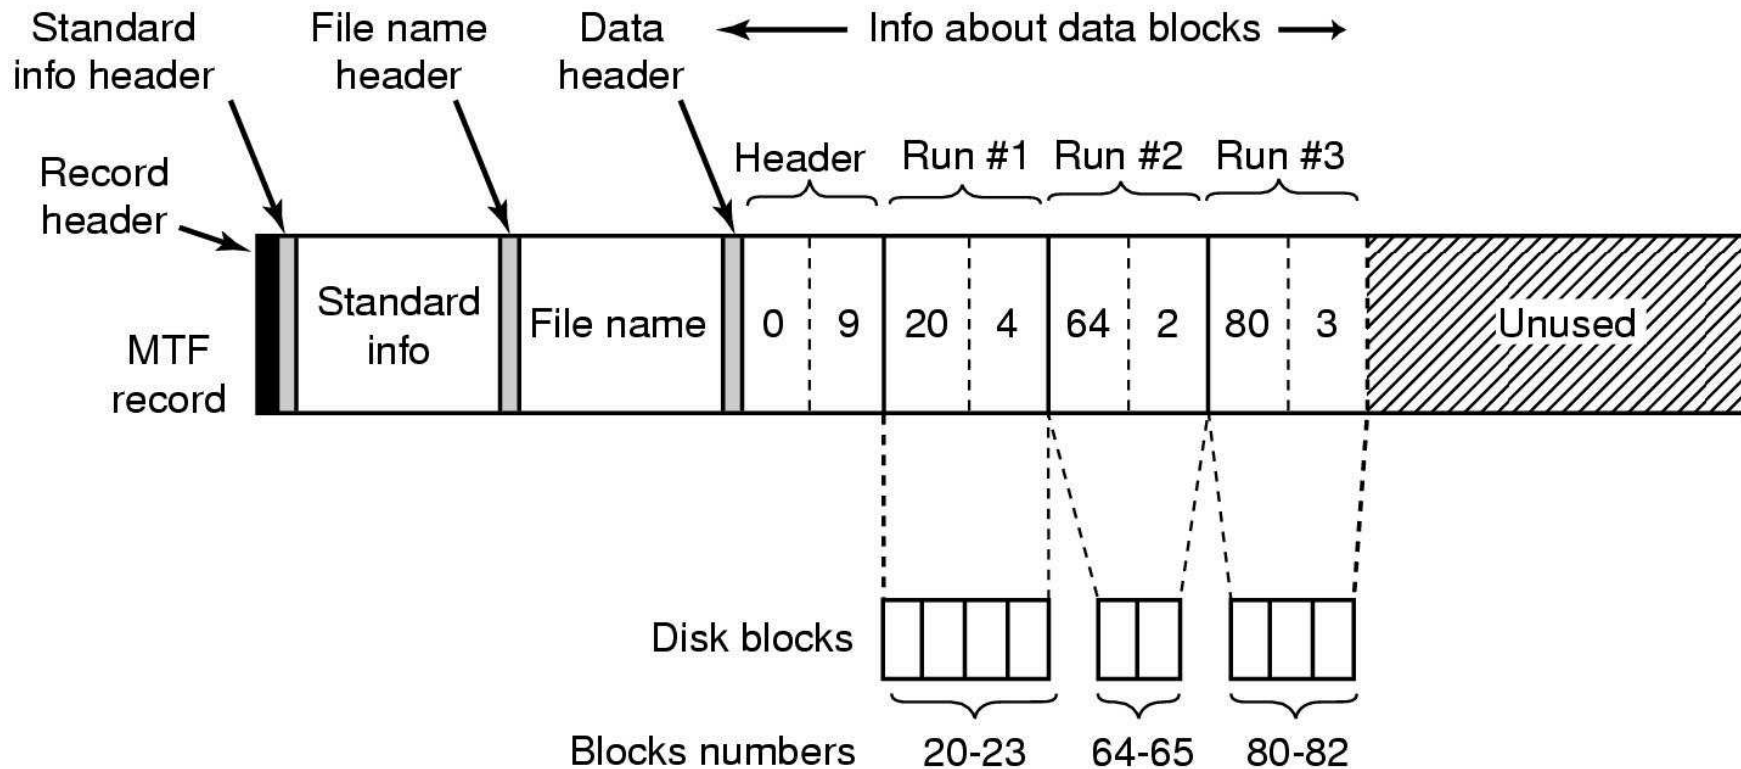 Standard
info header
File name
header
Data
header
Info about data blocks
Record
header
Header
Run #1
Run #2
Run #3
MTF
record
Standard
info
File name
0 9 20 4 64 2 80 3
Unused
Disk blocks
Blocks numbers
20-23
64-65
80-82